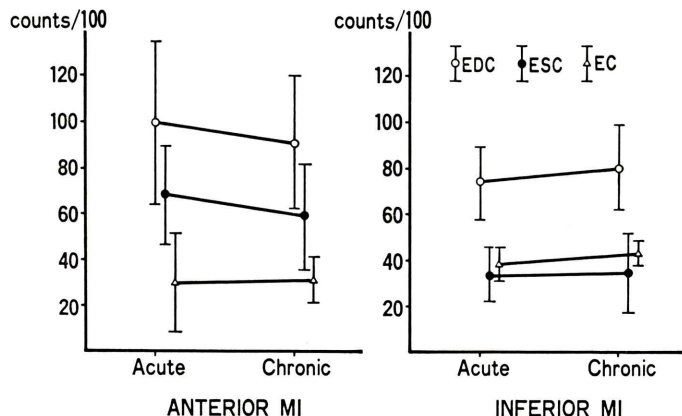 counts/100
120
100
80
60
40
20
Acute
Chronic
ANTERIOR MI
counts/100
EDC
ESC
EC
120
100
80
60
40
20
Acute
Chronic
INFERIOR MI